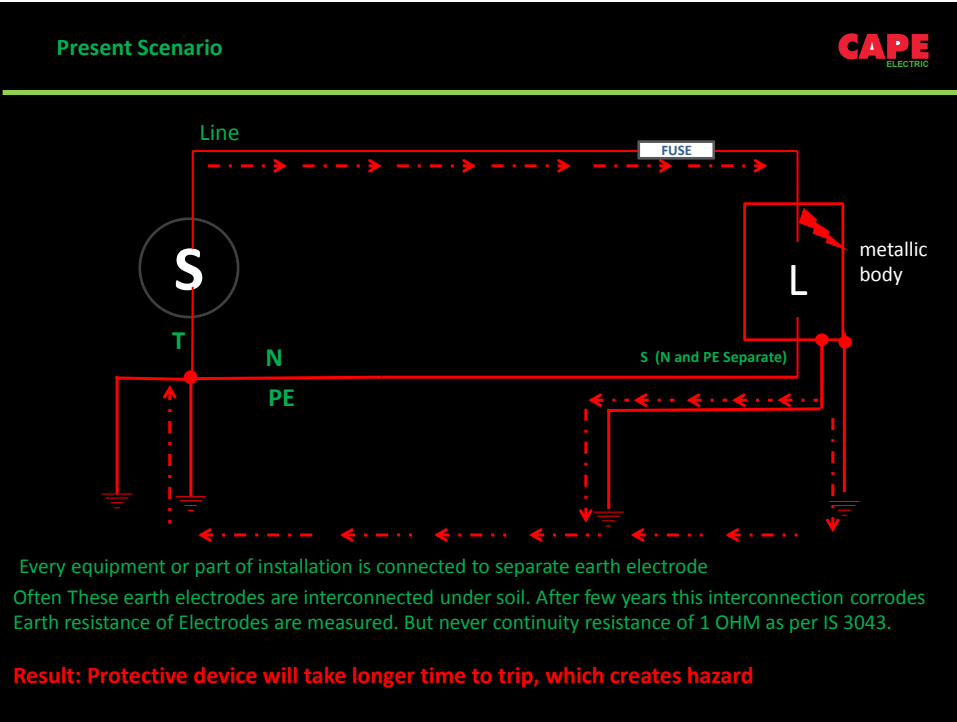 Present Scenario
CAPE
ELECTRIC
Line
FUSE
S
metallic
body
L
T
N
S (N and PE Separate)
PE
Every equipment or part of installation is connected to separate earth electrode
Often These earth electrodes are interconnected under soil. After few years this interconnection corrodes
Earth resistance of Electrodes are measured. But never continuity resistance of 1 OHM as per IS 3043.
Result: Protective device will take longer time to trip, which creates hazard